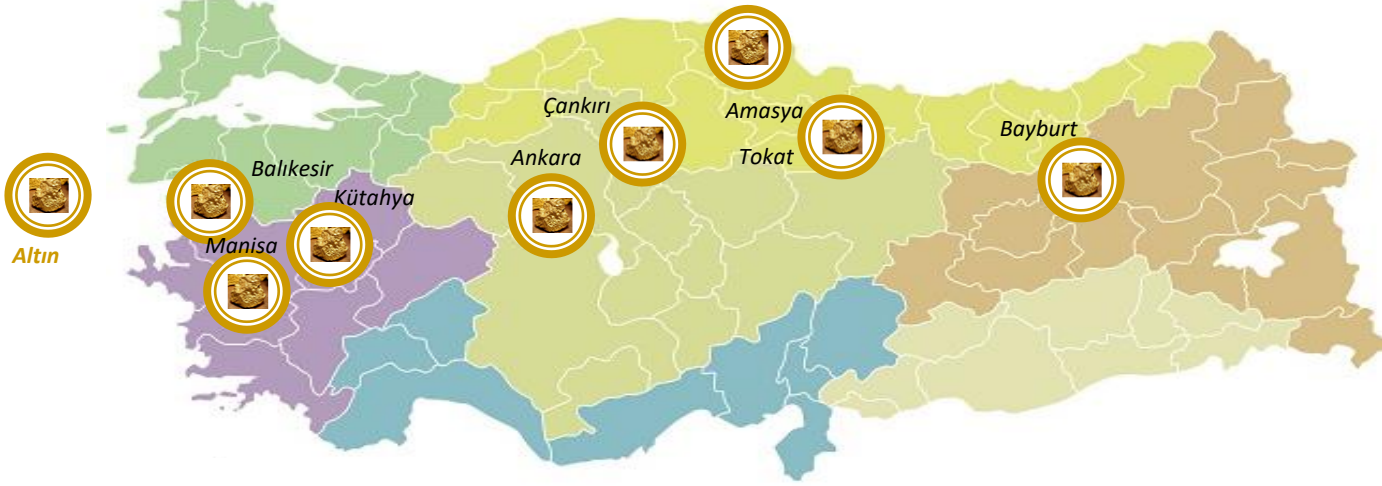 Çankırı
Amasya
Bayburt
Ankara
Tokat
Balıkesir
Kütahya
Manisa
Altın